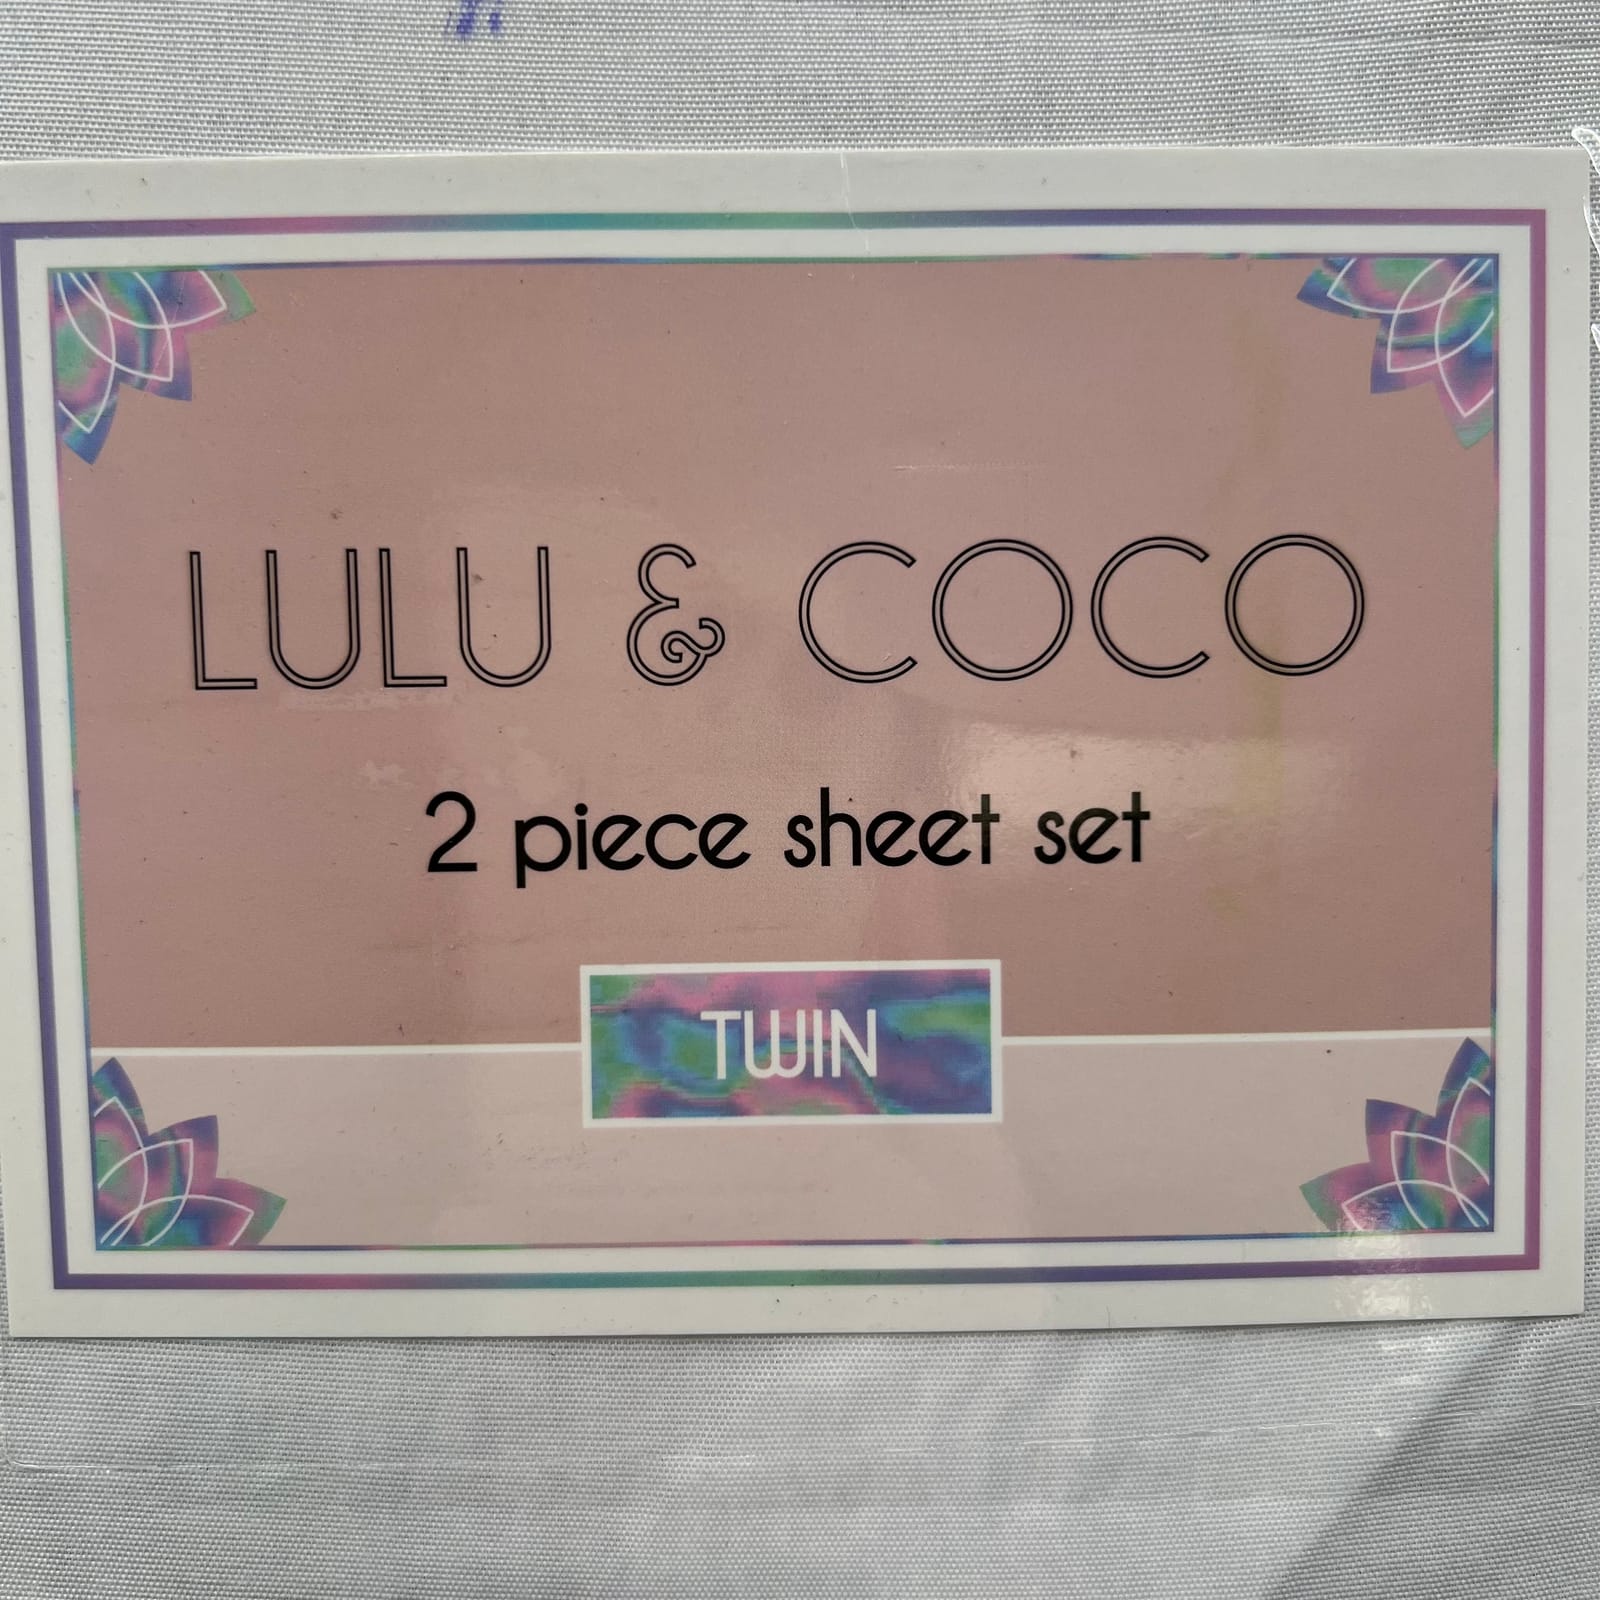 LULU & COCO
2 piece sheet set
TWIN